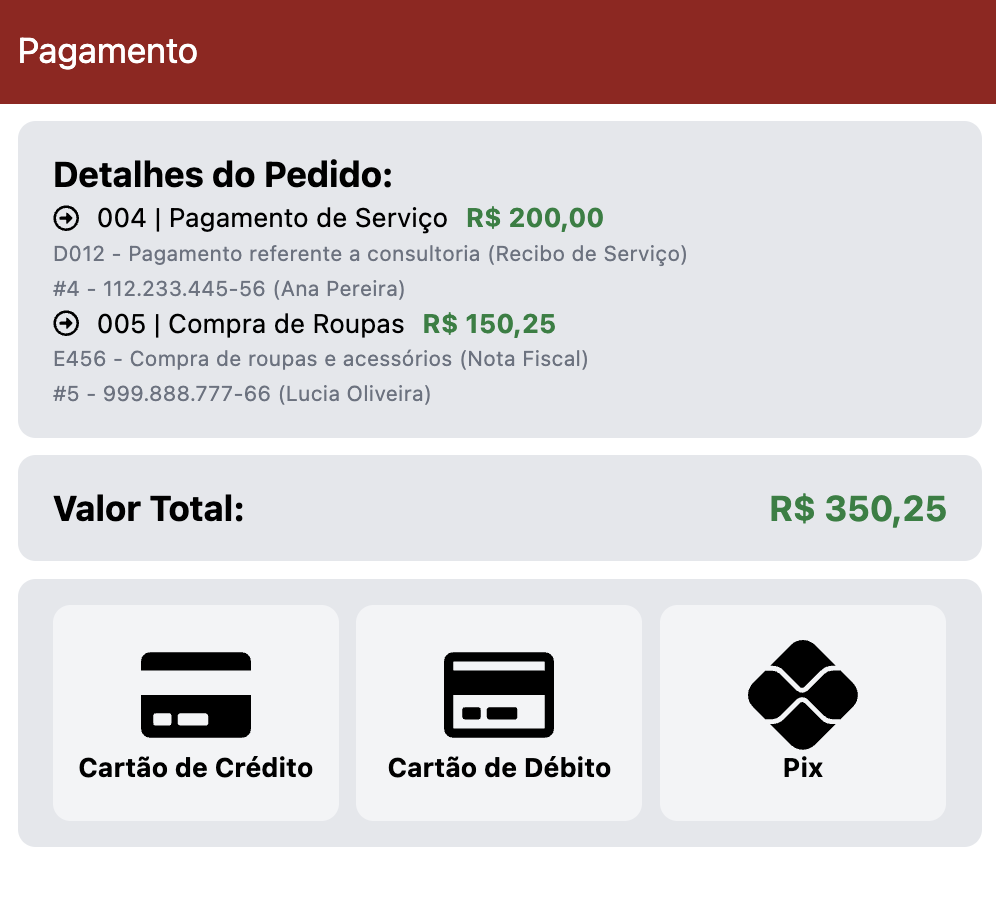 Pagamento
Detalhes do Pedido:
004 | Pagamento de Serviço R$ 200,00
D012 - Pagamento referente a consultoria (Recibo de Serviço)
#4 - 112.233.445-56 (Ana Pereira)
005 | Compra de Roupas R$ 150,25
E456 - Compra de roupas e acessórios (Nota Fiscal)
#5 - 999.888.777-66 (Lucia Oliveira)
Valor Total: R$ 350,25
Cartão de Crédito Cartão de Débito Pix